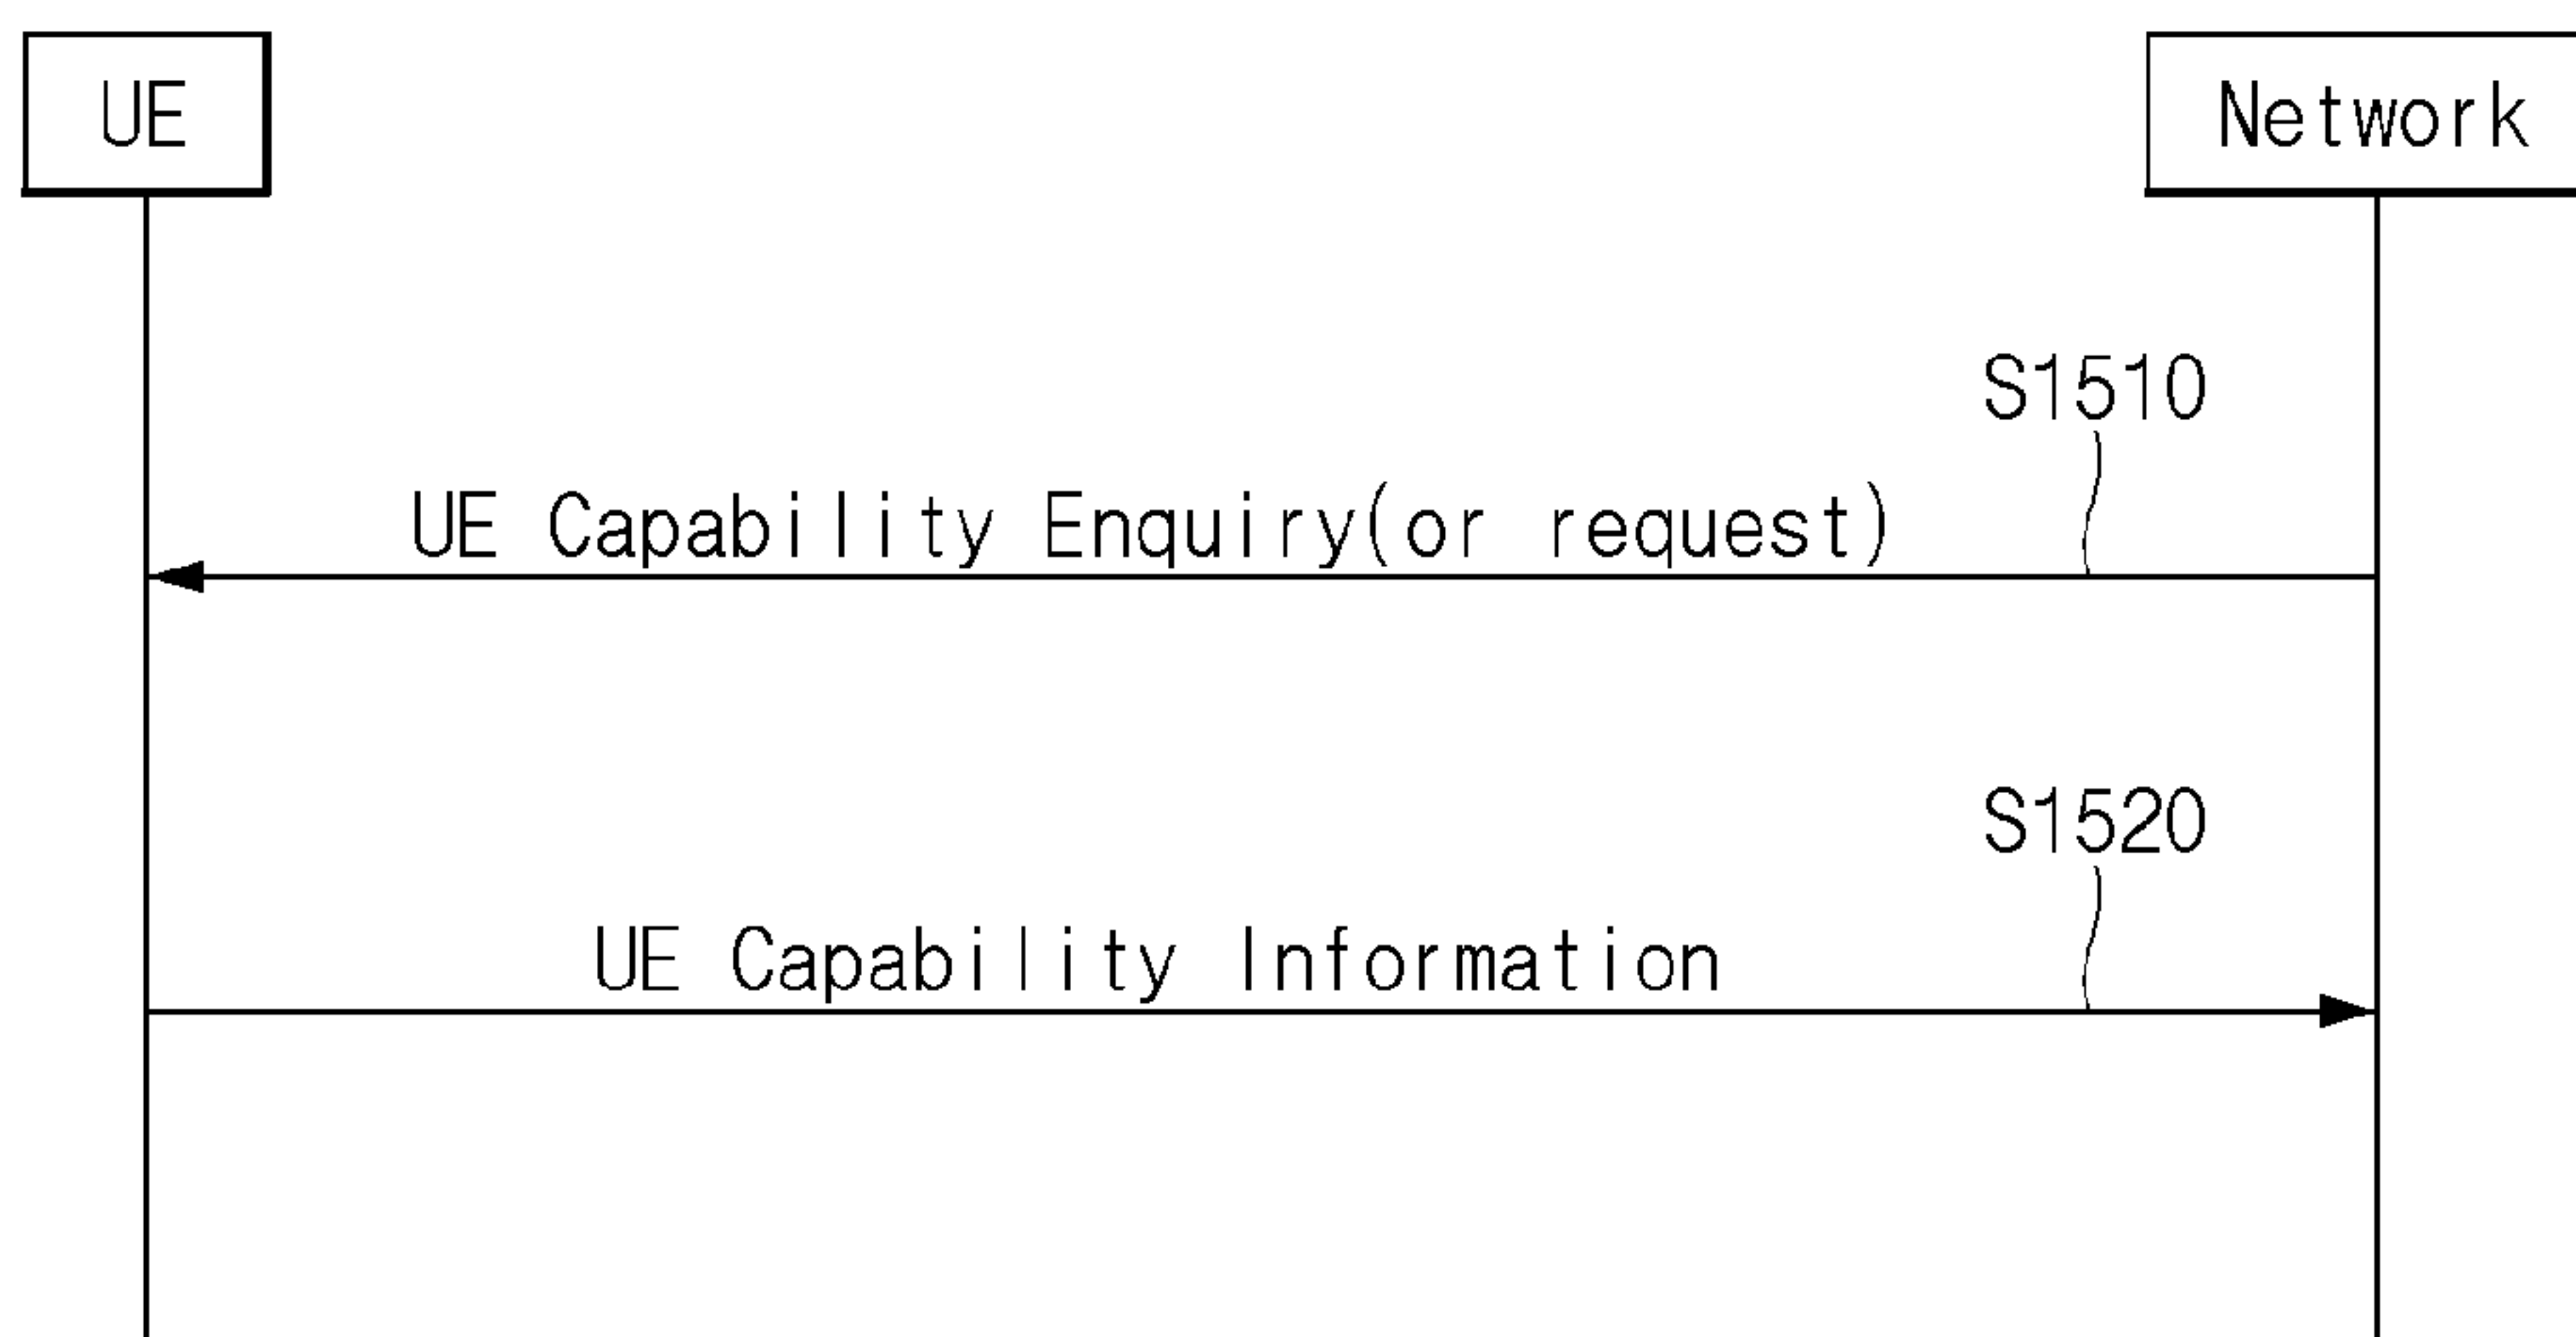 UE
Network
S1510
UE Capability Enquiry(or request)
S1520
UE Capability Information